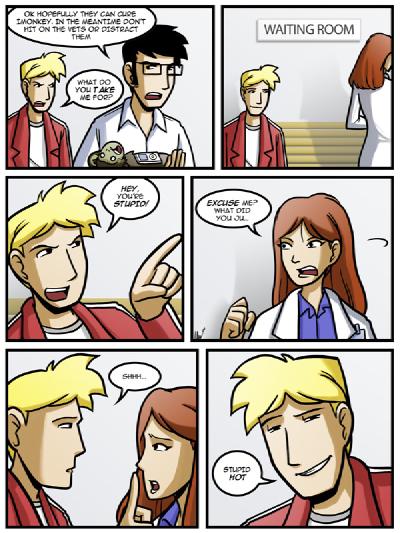 OK HOPEFULLY THEY CAN CURE
IMONKEY. IN THE MEANTIME DON'T
HIT ON THE VETS OR DISTRACT
THEM
WHAT DO
YOU TAKE
ME FOR?
WAITING ROOM
HEY,
YOU'RE
STUPID!
EXCUSE ME?
WHAT DID
YOU JU...
SHHH...
STUPID
HOT